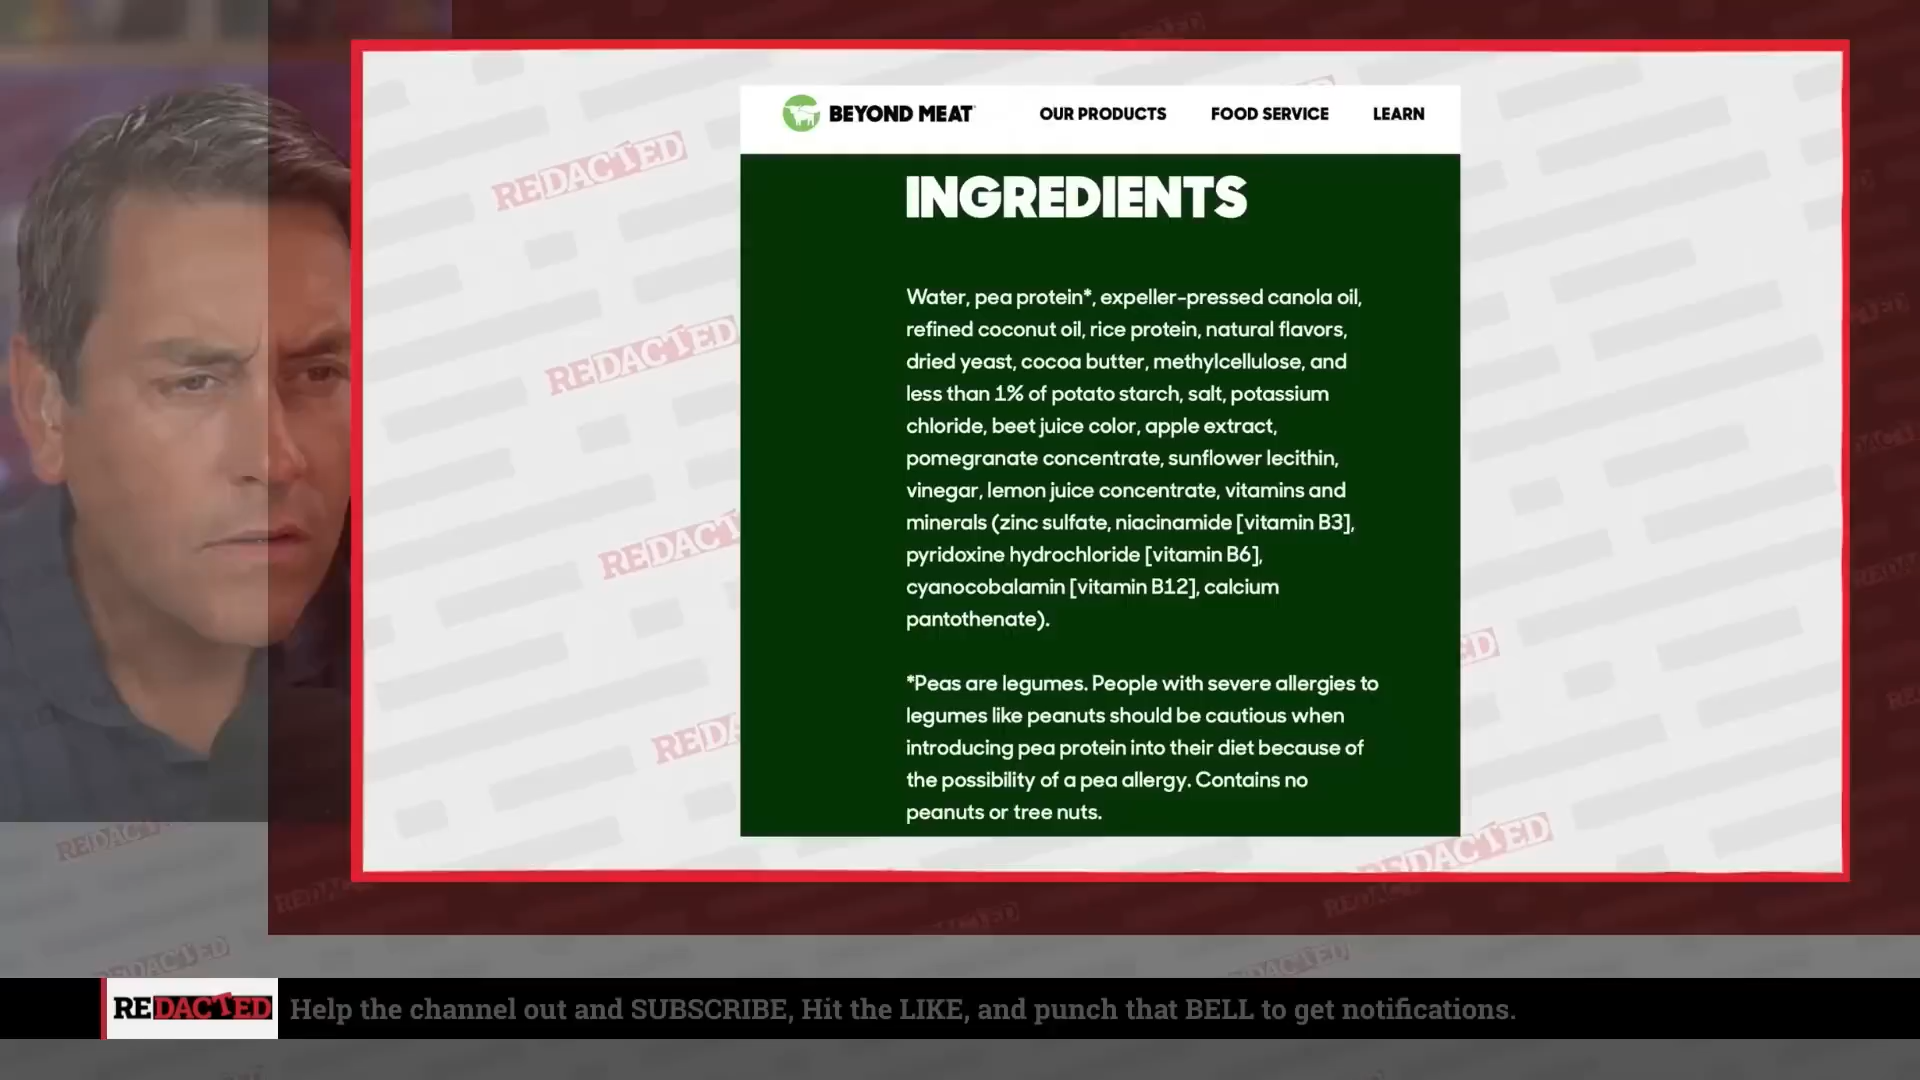 BEYOND MEAT
OUR PRODUCTS
FOOD SERVICE
LEARN
INGREDIENTS
Water, pea protein*, expeller-pressed canola oil,
refined coconut oil, rice protein, natural flavors,
dried yeast, cocoa butter, methylcellulose, and
less than 1% of potato starch, salt, potassium
chloride, beet juice color, apple extract,
pomegranate concentrate, sunflower lecithin,
vinegar, lemon juice concentrate, vitamins and
minerals (zinc sulfate, niacinamide [vitamin B3],
pyridoxine hydrochloride [vitamin B6],
cyanocobalamin [vitamin B12], calcium
pantothenate).
*Peas are legumes. People with severe allergies to
legumes like peanuts should be cautious when
introducing pea protein into their diet because of
the possibility of a pea allergy. Contains no
peanuts or tree nuts.
REDACTED
REDACTED
REDACT
REDA
REDACTED
REDACTED Help the channel out and SUBSCRIBE, Hit the LIKE, and punch that BELL to get notifications.